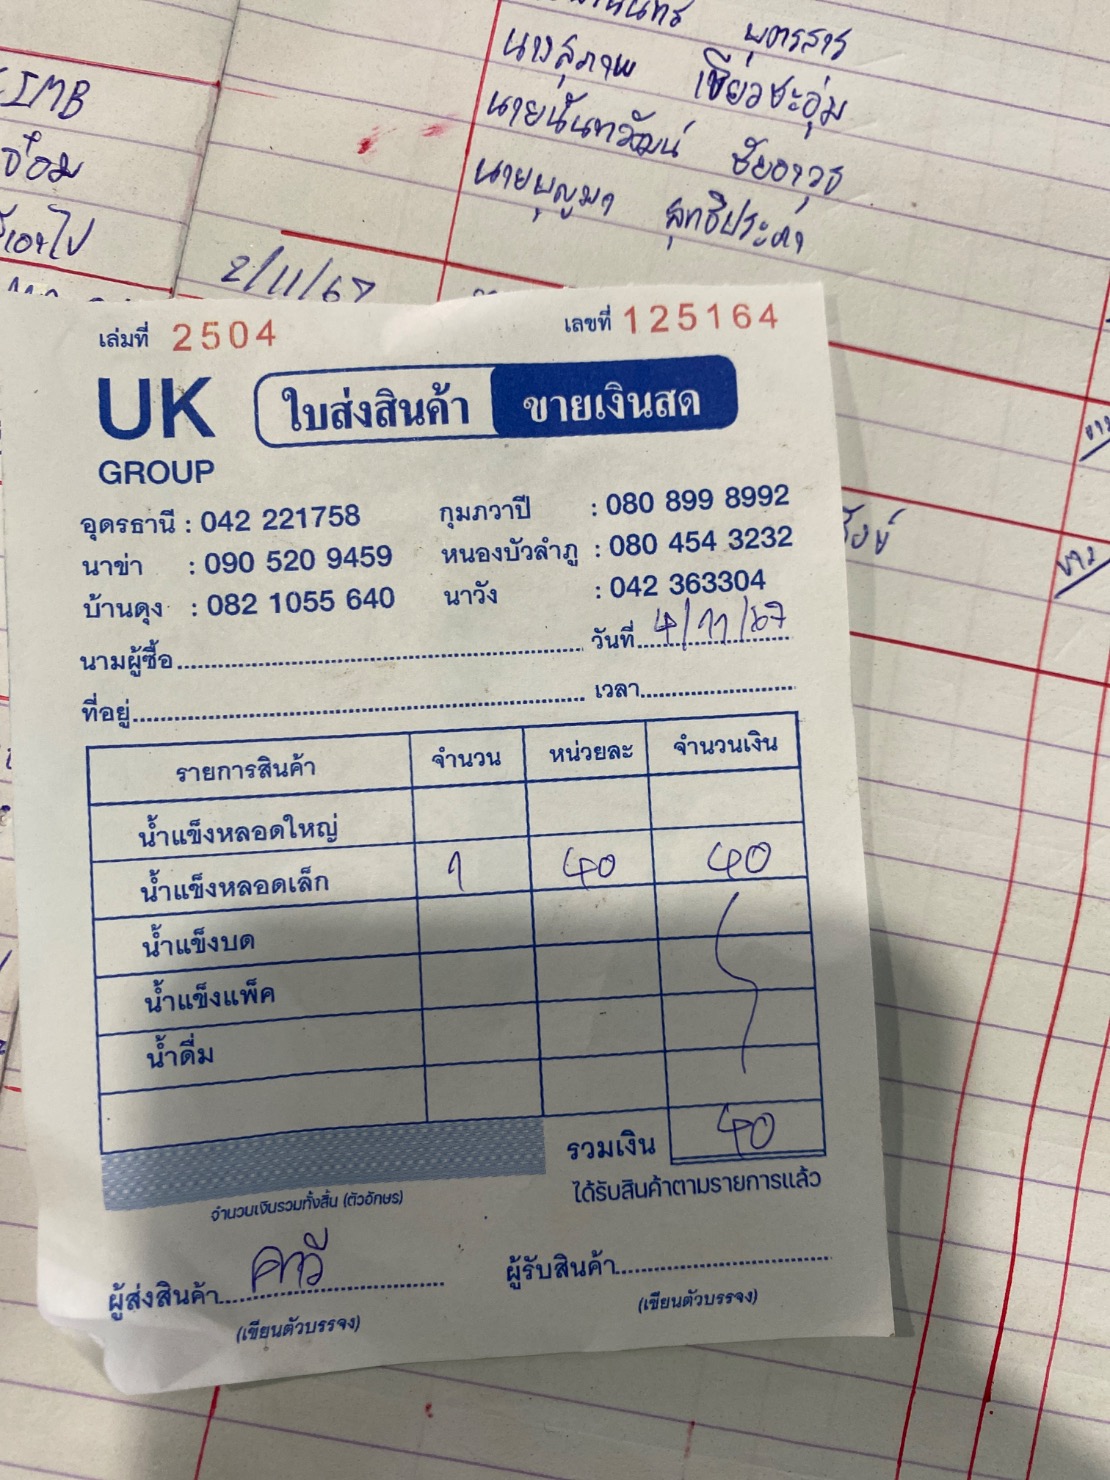 พุตรสาร
นางสุภาพ เชี่ยวชะอุ่ม
นายนันทวัฒน์ ชัยอาวุธ
นายบุญมา สุทธิประภา
2/11/67
เล่มที่ 2504 เลขที่ 125164
UK GROUP
ใบส่งสินค้า ขายเงินสด
อุดรธานี : 042 221758 กุมภวาปี : 080 899 8992
นาข่า : 090 520 9459 หนองบัวลำภู : 080 454 3232
บ้านดุง : 082 1055 640 นาวัง : 042 363304
นามผู้ซื้อ วันที่ 4/11/67
ที่อยู่ เวลา
รายการสินค้า จำนวน หน่วยละ จำนวนเงิน
น้ำแข็งหลอดใหญ่
น้ำแข็งหลอดเล็ก 1 40 40
น้ำแข็งบด
น้ำแข็งแพ็ค
น้ำดื่ม
รวมเงิน 40
จำนวนเงินรวมทั้งสิ้น (ตัวอักษร) ได้รับสินค้าตามรายการแล้ว
ผู้ส่งสินค้า ผู้รับสินค้า
(เขียนตัวบรรจง) (เขียนตัวบรรจง)